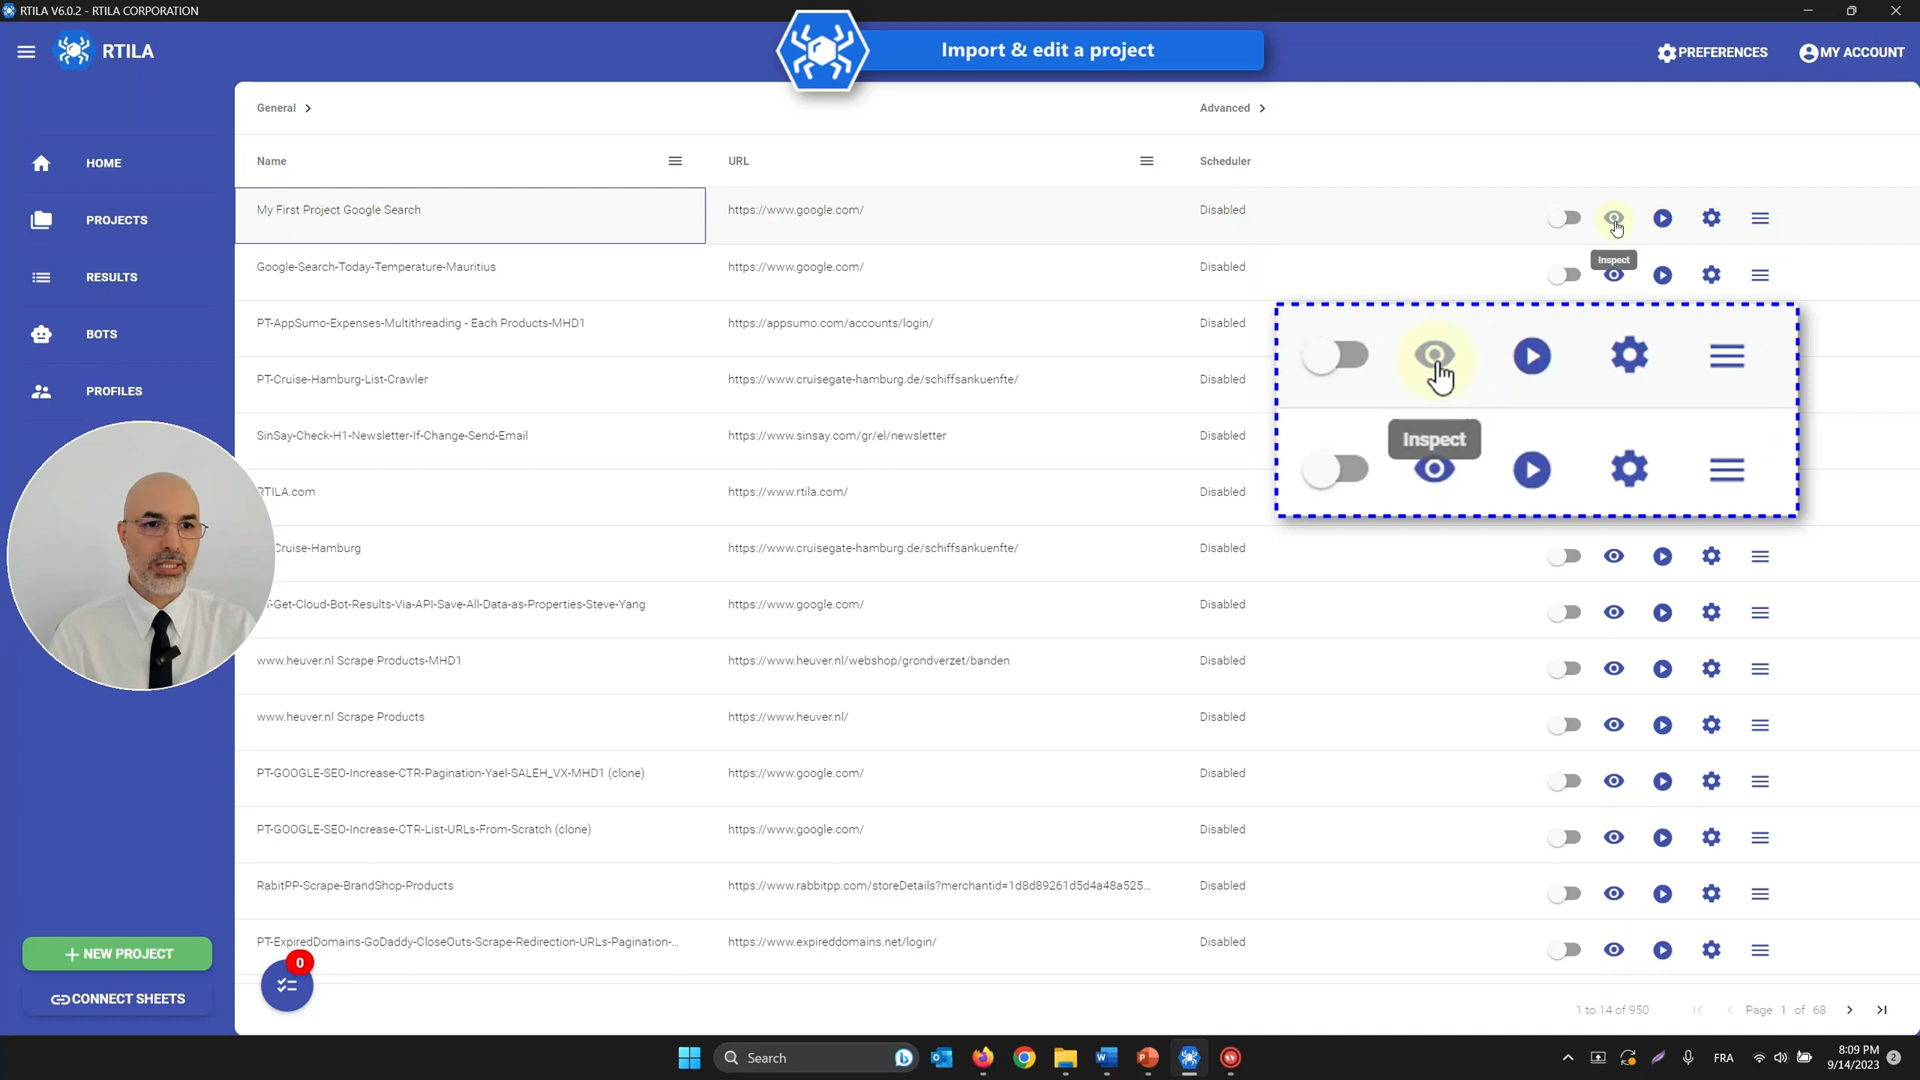 RTILA V6.0.2 - RTILA CORPORATION
RTILA
Import & edit a project
PREFERENCES
MY ACCOUNT
General
Advanced
Name
URL
Scheduler
HOME
PROJECTS
RESULTS
BOTS
PROFILES
My First Project Google Search
https://www.google.com/
Disabled
Inspect
Google-Search-Today-Temperature-Mauritius
https://www.google.com/
Disabled
PT-AppSumo-Expenses-Multithreading - Each Products-MHD1
https://appsumo.com/accounts/login/
Disabled
PT-Cruise-Hamburg-List-Crawler
https://www.cruisegate-hamburg.de/schiffsankuenfte/
Disabled
Inspect
SinSay-Check-H1-Newsletter-If-Change-Send-Email
https://www.sinsay.com/gr/el/newsletter
Disabled
RTILA.com
https://www.rtila.com/
Disabled
Cruise-Hamburg
https://www.cruisegate-hamburg.de/schiffsankuenfte/
Disabled
-Get-Cloud-Bot-Results-Via-API-Save-All-Data-as-Properties-Steve-Yang
https://www.google.com/
Disabled
www.heuver.nl Scrape Products-MHD1
https://www.heuver.nl/webshop/grondverzet/banden
Disabled
www.heuver.nl Scrape Products
https://www.heuver.nl/
Disabled
PT-GOOGLE-SEO-Increase-CTR-Pagination-Yael-SALEH_VX-MHD1 (clone)
https://www.google.com/
Disabled
PT-GOOGLE-SEO-Increase-CTR-List-URLs-From-Scratch (clone)
https://www.google.com/
Disabled
RabitPP-Scrape-BrandShop-Products
https://www.rabbitpp.com/storeDetails?merchantid=1d8d89261d5d4a48a525...
Disabled
PT-ExpiredDomains-GoDaddy-CloseOuts-Scrape-Redirection-URLs-Pagination-...
https://www.expireddomains.net/login/
Disabled
NEW PROJECT
0
CONNECT SHEETS
1 to 14 of 950
Page 1 of 68
Search
FRA
8:09 PM
9/14/2023
2